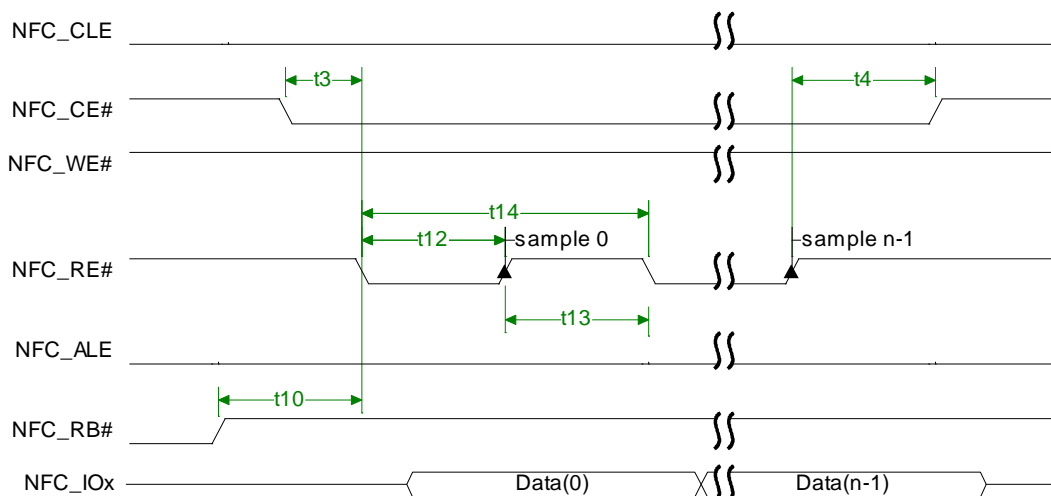 NFC_CLE
t3
t4
NFC_CE#
NFC_WE#
t14
t12
sample 0
sample n-1
NFC_RE#
t13
NFC_ALE
t10
NFC_RB#
NFC_IOx
Data(0)
Data(n-1)